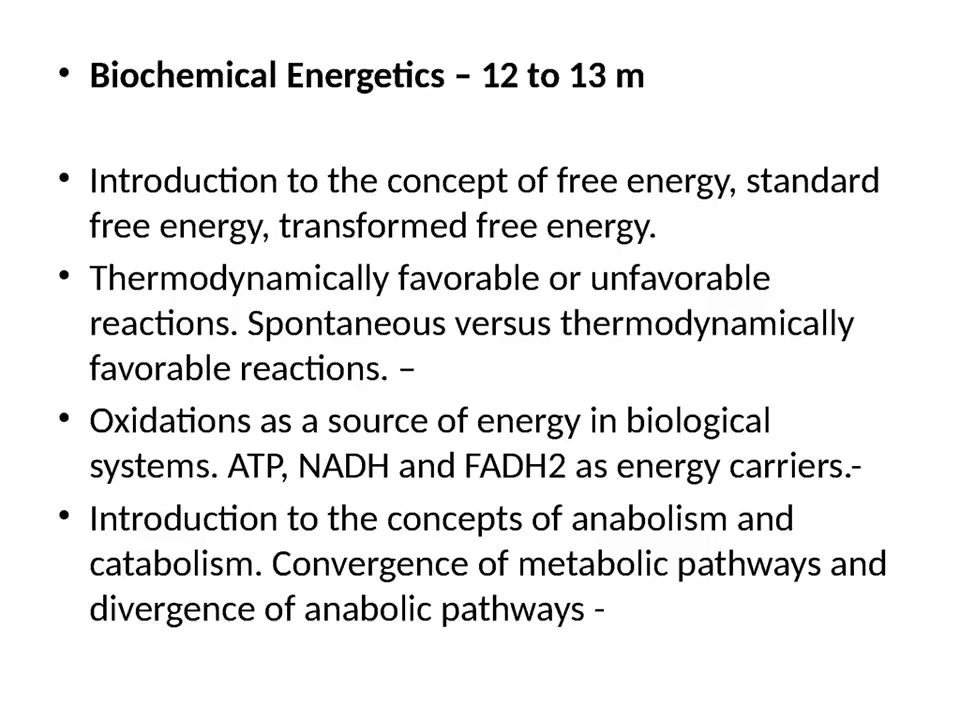 • Biochemical Energetics – 12 to 13 m
• Introduction to the concept of free energy, standard
free energy, transformed free energy.
• Thermodynamically favorable or unfavorable
reactions. Spontaneous versus thermodynamically
favorable reactions. –
• Oxidations as a source of energy in biological
systems. ATP, NADH and FADH2 as energy carriers.-
• Introduction to the concepts of anabolism and
catabolism. Convergence of metabolic pathways and
divergence of anabolic pathways -